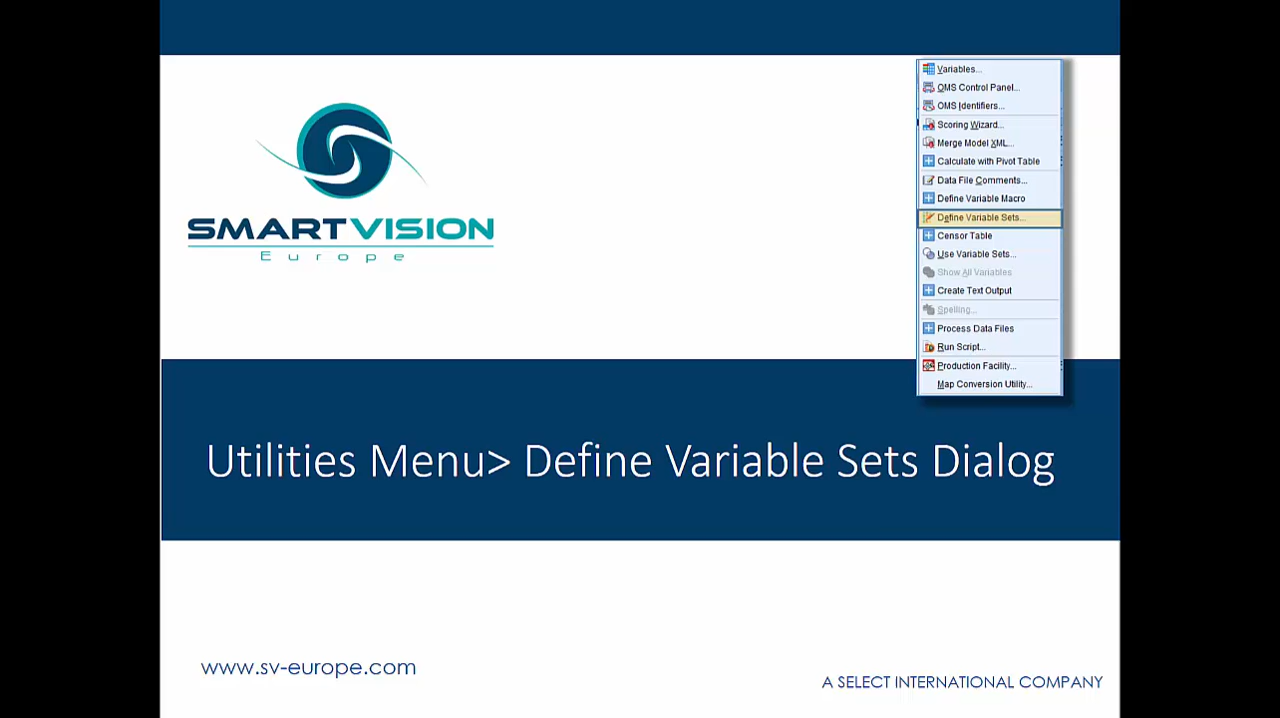 SMARTVISION
Europe
Variables...
OMS Control Panel...
OMS Identifiers...
Scoring Wizard...
Merge Model XML...
Calculate with Pivot Table
Data File Comments...
Define Variable Macro
Define Variable Sets...
Censor Table
Use Variable Sets...
Show All Variables
Create Text Output
Spelling...
Process Data Files
Run Script...
Production Facility...
Map Conversion Utility...
Utilities Menu> Define Variable Sets Dialog
www.sv-europe.com
A SELECT INTERNATIONAL COMPANY